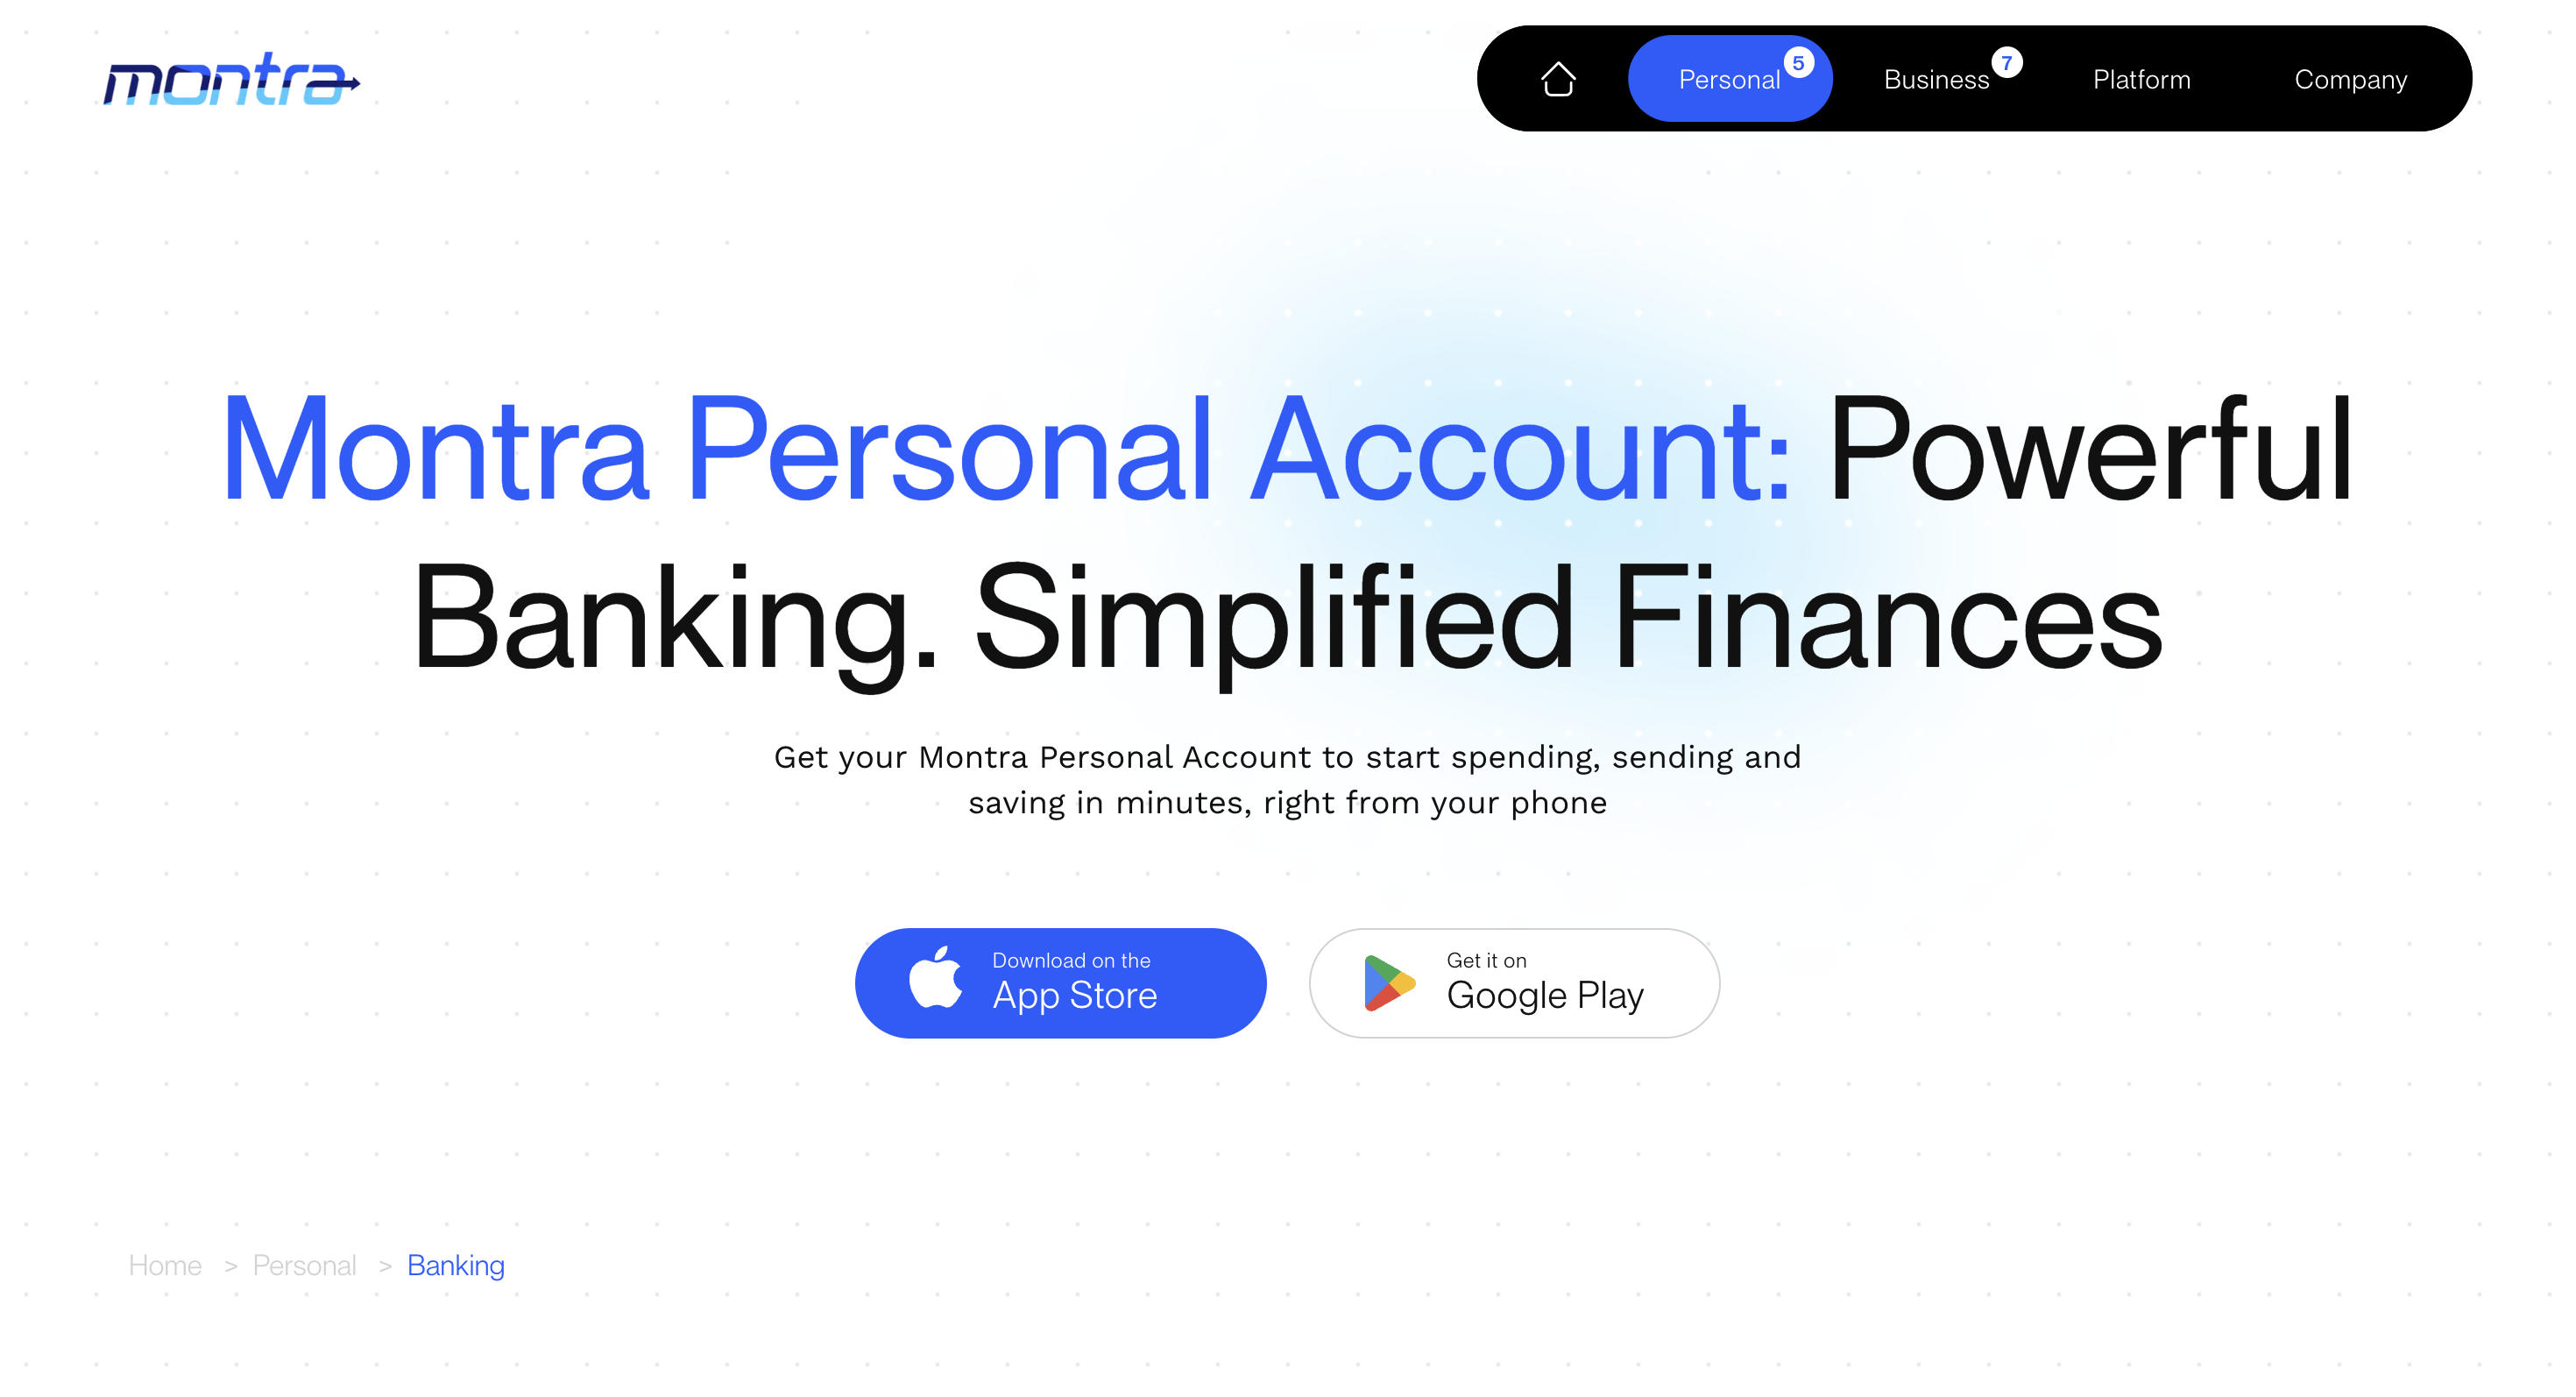 montra
Personal 5 Business 7 Platform Company
Montra Personal Account: Powerful
Banking. Simplified Finances
Get your Montra Personal Account to start spending, sending and
saving in minutes, right from your phone
Download on the
App Store
Get it on
Google Play
Home > Personal > Banking